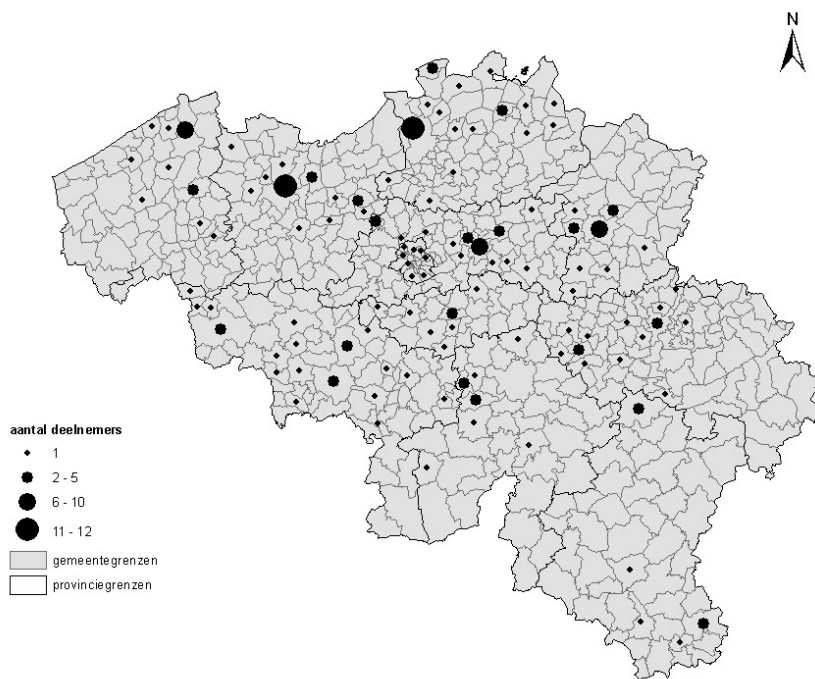 N
aantal deelnemers
1
2 - 5
6 - 10
11 - 12
gemeentegrenzen
provinciegrenzen